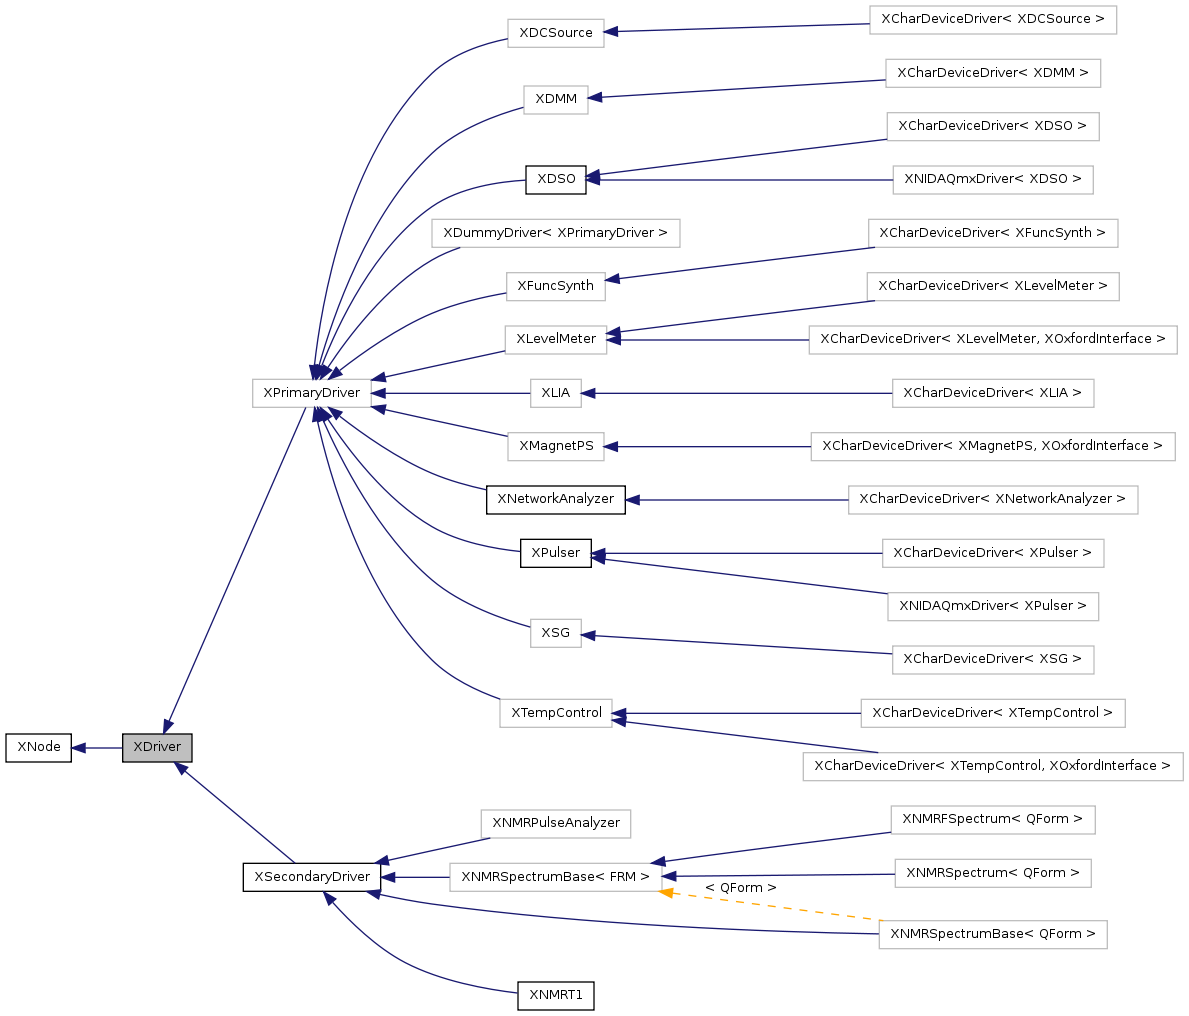 XDCSource
XCharDeviceDriver< XDCSource >
XDMM
XCharDeviceDriver< XDMM >
XDSO
XCharDeviceDriver< XDSO >
XNIDAQmxDriver< XDSO >
XDummyDriver< XPrimaryDriver >
XFuncSynth
XCharDeviceDriver< XFuncSynth >
XLevelMeter
XCharDeviceDriver< XLevelMeter >
XCharDeviceDriver< XLevelMeter, XOxfordInterface >
XPrimaryDriver
XLIA
XCharDeviceDriver< XLIA >
XMagnetPS
XCharDeviceDriver< XMagnetPS, XOxfordInterface >
XNetworkAnalyzer
XCharDeviceDriver< XNetworkAnalyzer >
XPulser
XCharDeviceDriver< XPulser >
XNIDAQmxDriver< XPulser >
XSG
XCharDeviceDriver< XSG >
XTempControl
XCharDeviceDriver< XTempControl >
XCharDeviceDriver< XTempControl, XOxfordInterface >
XNode
XDriver
XNMRPulseAnalyzer
XNMRFSpectrum< QForm >
XSecondaryDriver
XNMRSpectrumBase< FRM >
XNMRSpectrum< QForm >
< QForm >
XNMRSpectrumBase< QForm >
XNMRT1